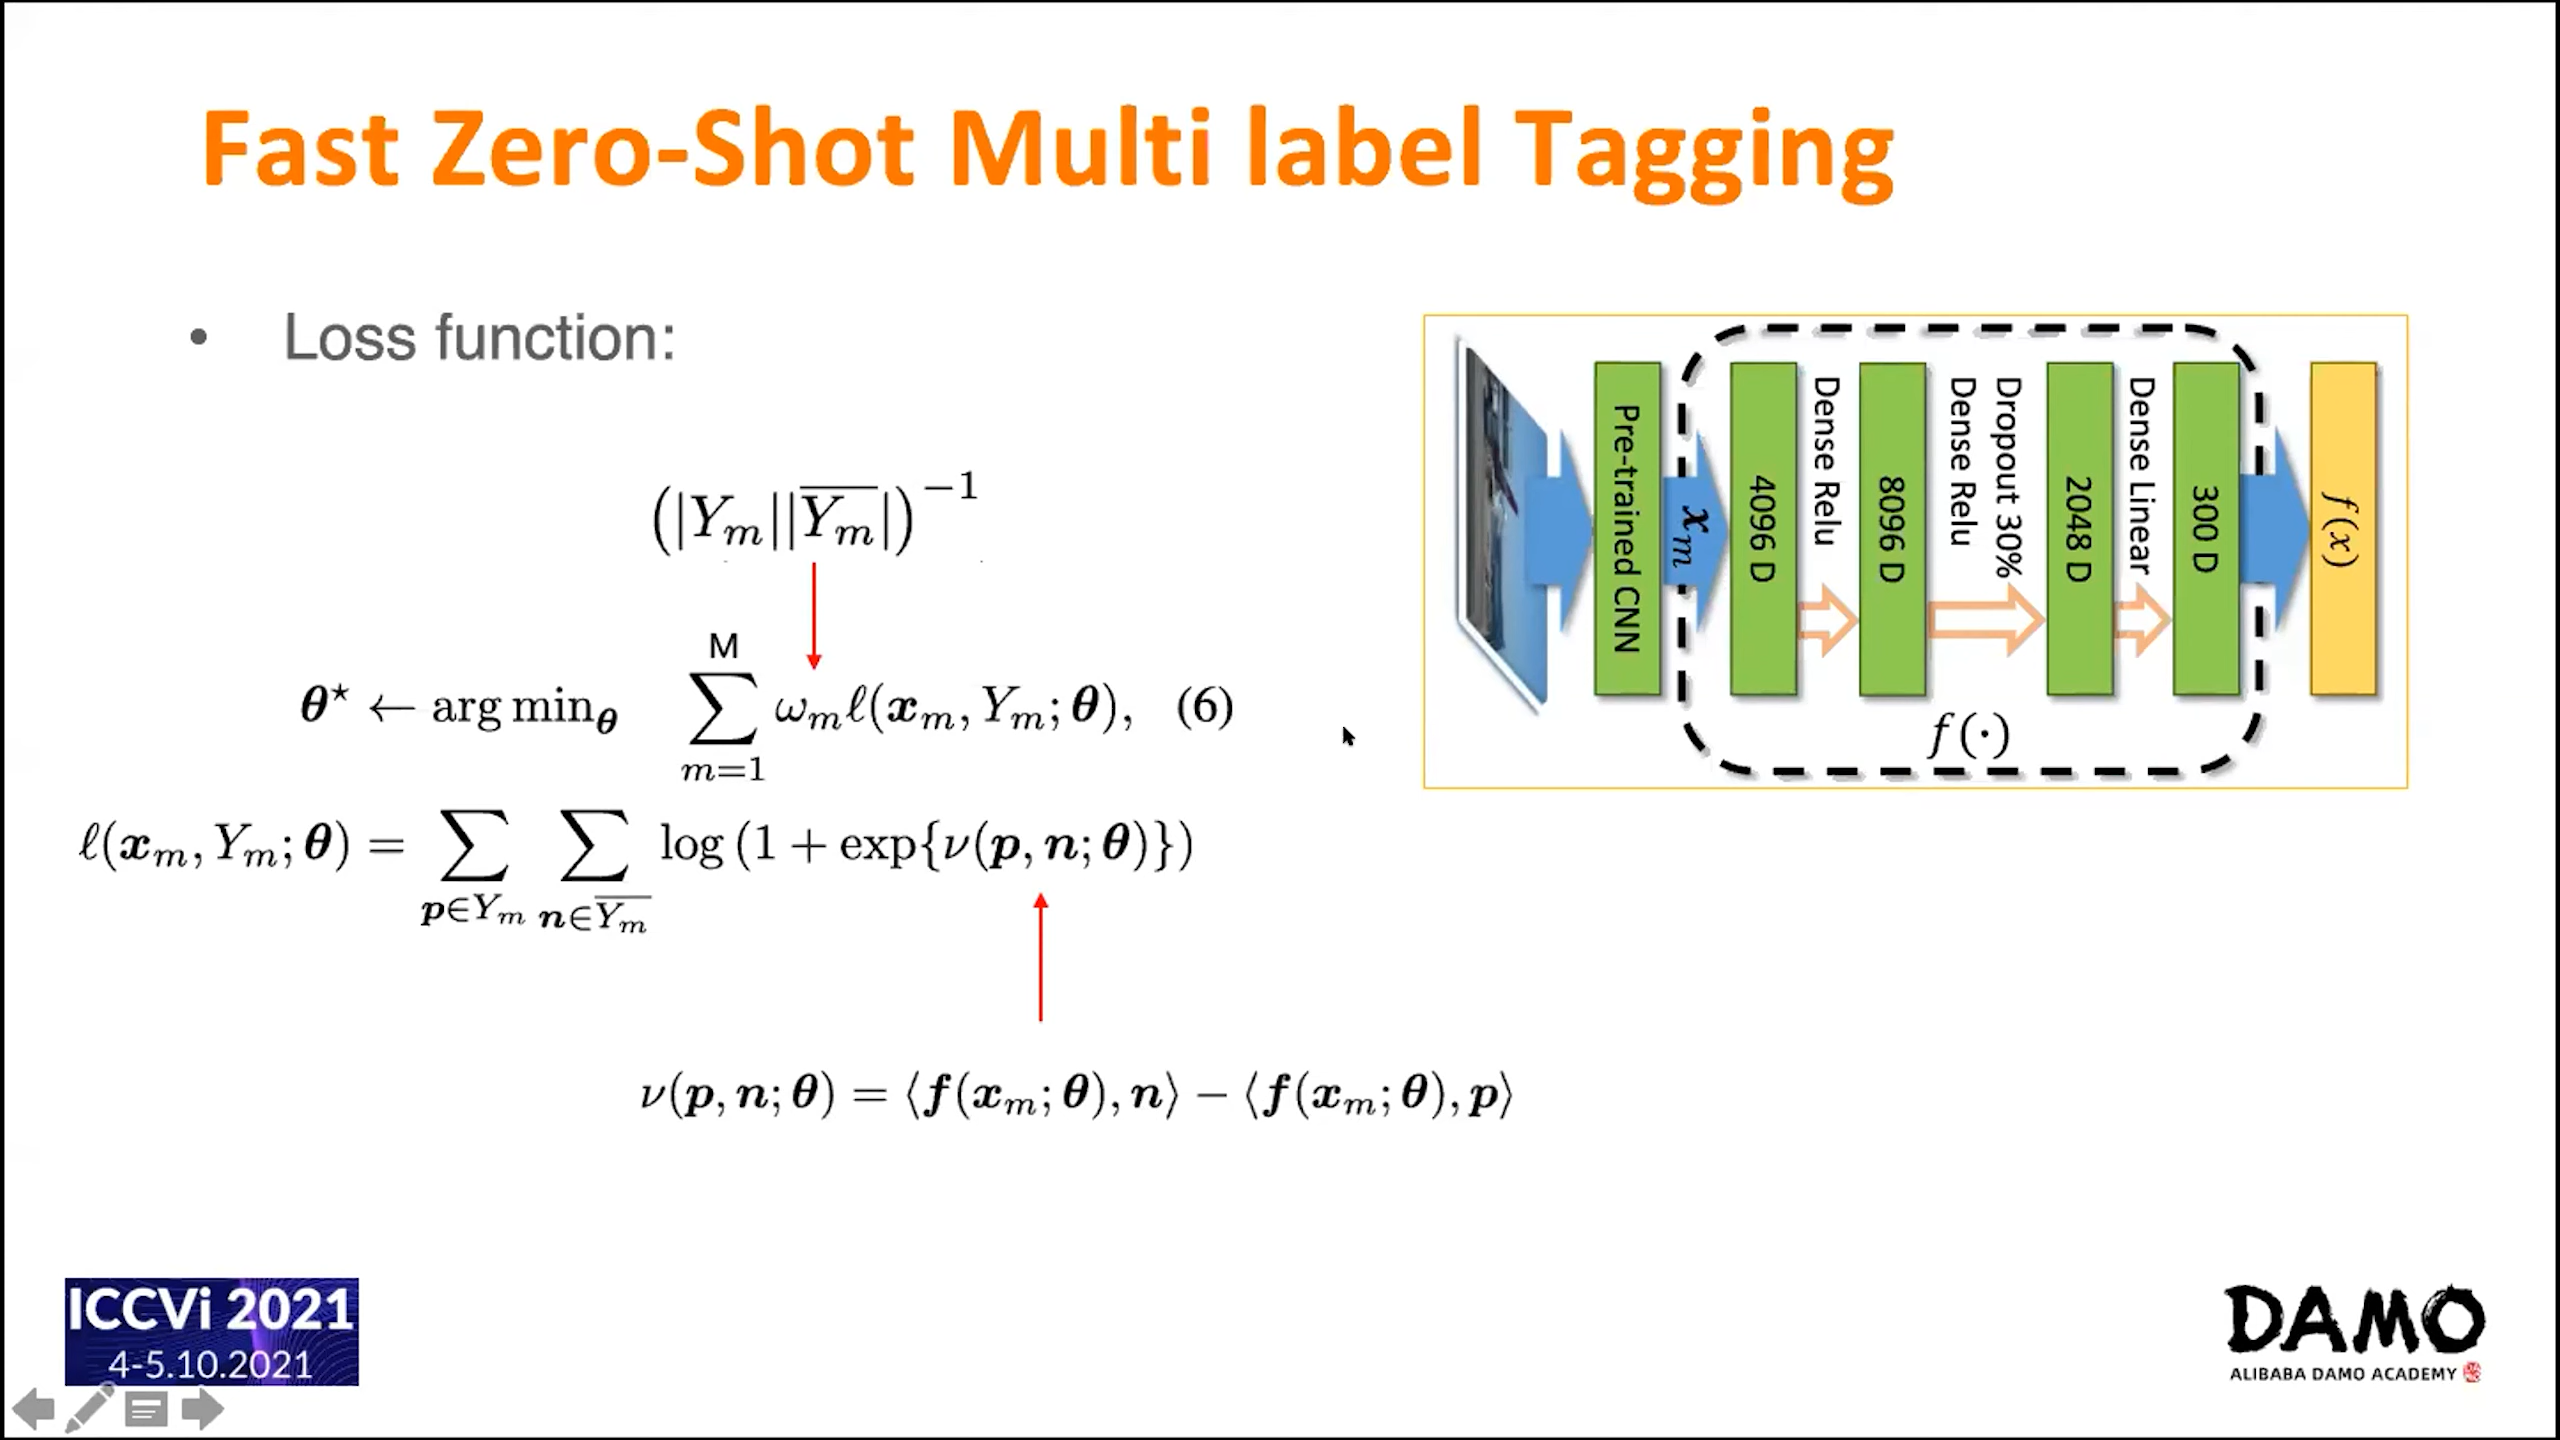 Fast Zero-Shot Multi label Tagging
• Loss function:
(|Y_m||\overline{Y_m}|)^{-1}
θ* ← arg min_θ ∑_{m=1}^{M} ω_m ℓ(x_m, Y_m; θ), (6)
ℓ(x_m, Y_m; θ) = ∑_{p∈Y_m} ∑_{n∈\overline{Y_m}} log (1 + exp{ν(p, n; θ)})
ν(p, n; θ) = ⟨f(x_m; θ), n⟩ − ⟨f(x_m; θ), p⟩
Pre-trained CNN
x_m
4096 D
Dense Relu
8096 D
Dropout 30%
Dense Relu
2048 D
Dense Linear
300 D
f(x)
f(·)
ICCVi 2021
4-5.10.2021
DAMO
ALIBABA DAMO ACADEMY